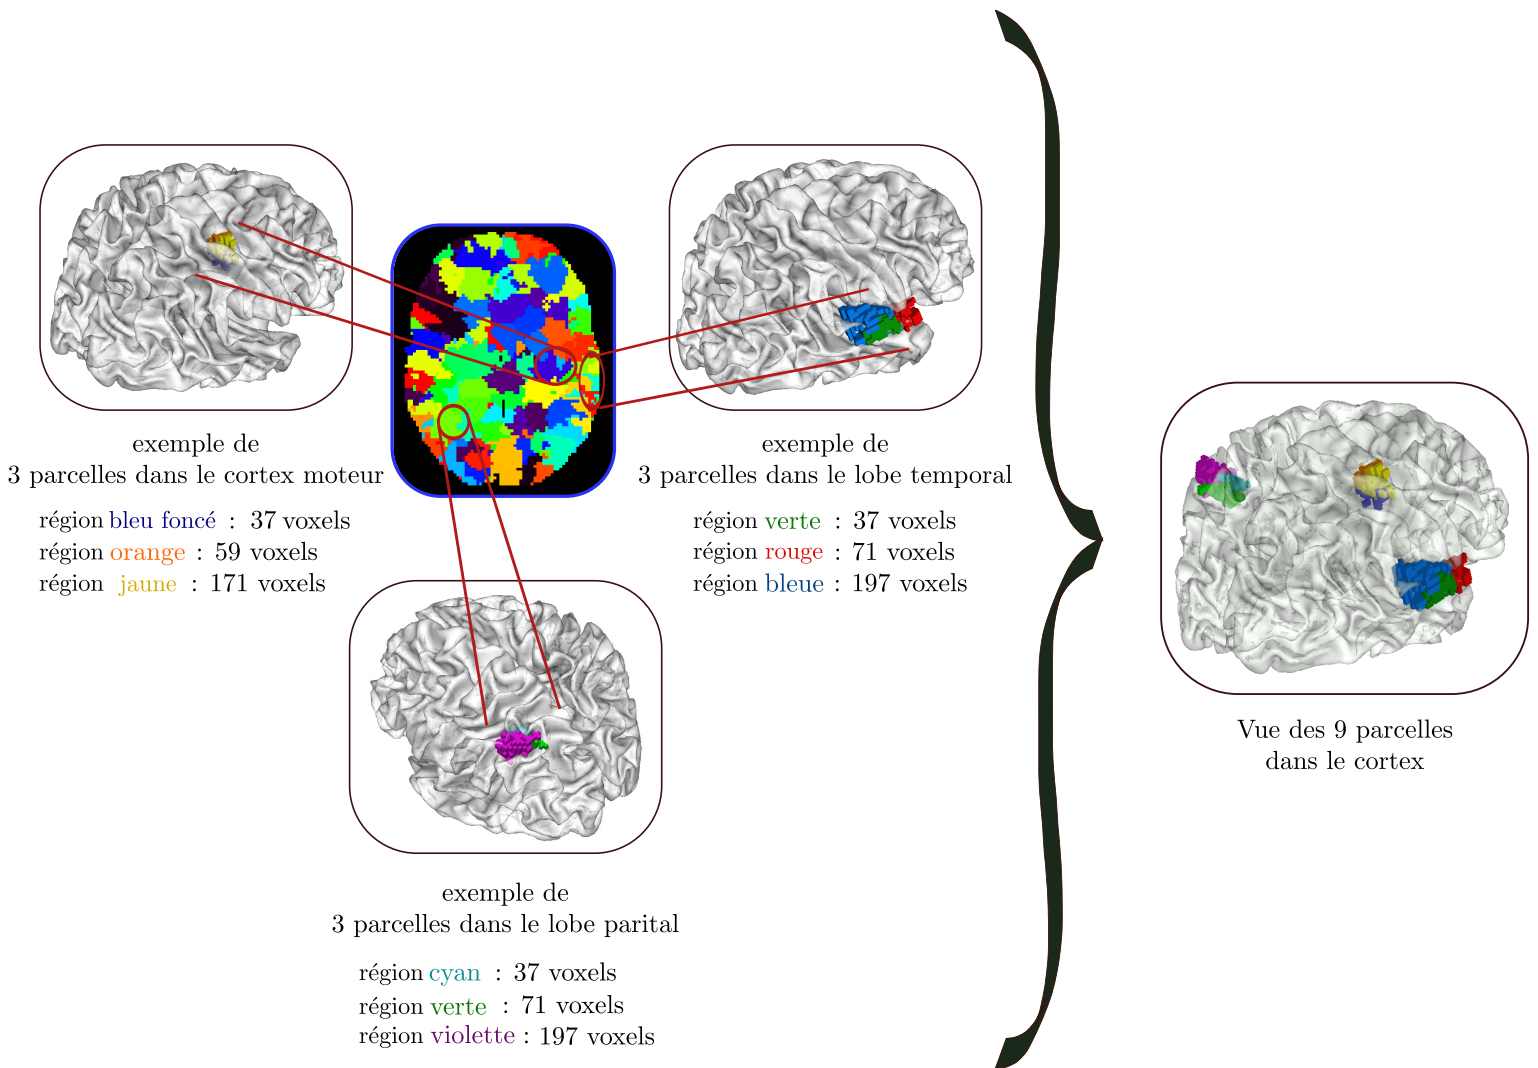 exemple de
3 parcelles dans le cortex moteur
région bleu foncé : 37 voxels
région orange : 59 voxels
région jaune : 171 voxels
exemple de
3 parcelles dans le lobe temporal
région verte : 37 voxels
région rouge : 71 voxels
région bleue : 197 voxels
exemple de
3 parcelles dans le lobe parital
région cyan : 37 voxels
région verte : 71 voxels
région violette : 197 voxels
Vue des 9 parcelles
dans le cortex